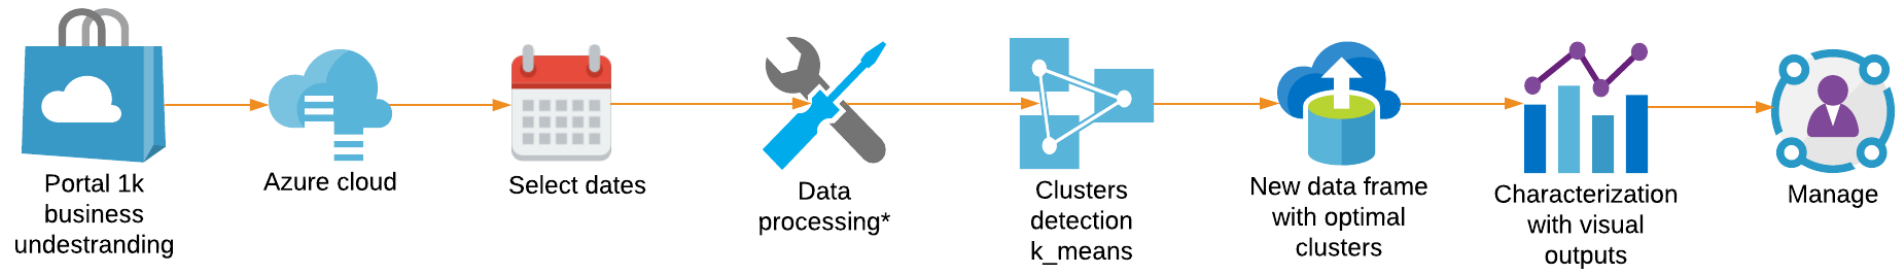 Portal 1k
business
undestranding
Azure cloud
Select dates
Data
processing*
Clusters
detection
k_means
New data frame
with optimal
clusters
Characterization
with visual
outputs
Manage